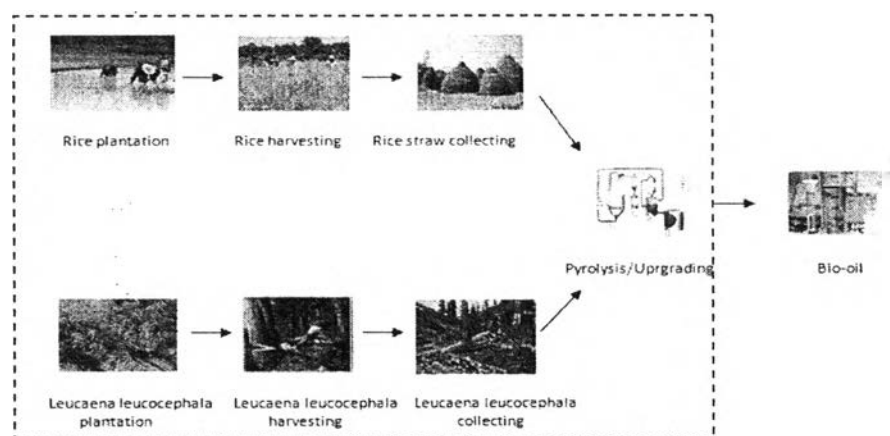 Rice plantation
Rice harvesting
Rice straw collecting
Pyrolysis/Uprgrading
Bio-oil
Leucaena leucocephala
plantation
Leucaena leucocephala
harvesting
Leucaena leucocephala
collecting